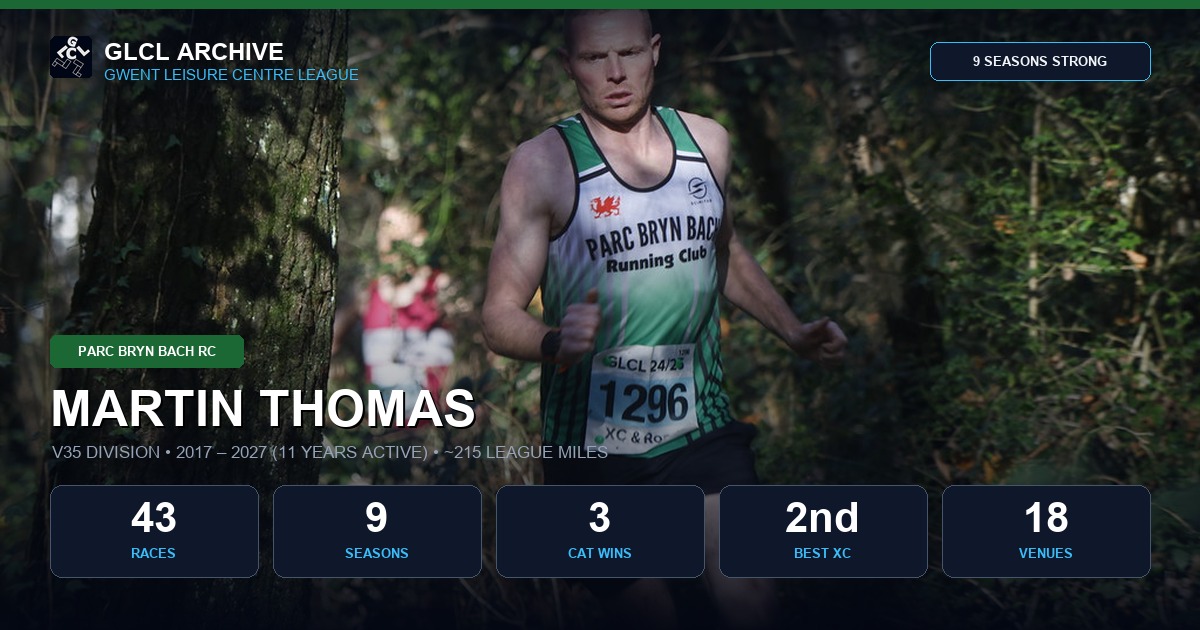 GLCL ARCHIVE
GWENT LEISURE CENTRE LEAGUE
9 SEASONS STRONG
PARC BRYN BACH
Running Club
GLCL 24/25
1296
XC & Ro
PARC BRYN BACH RC
MARTIN THOMAS
V35 DIVISION • 2017 – 2027 (11 YEARS ACTIVE) • ~215 LEAGUE MILES
43
RACES
9
SEASONS
3
CAT WINS
2nd
BEST XC
18
VENUES